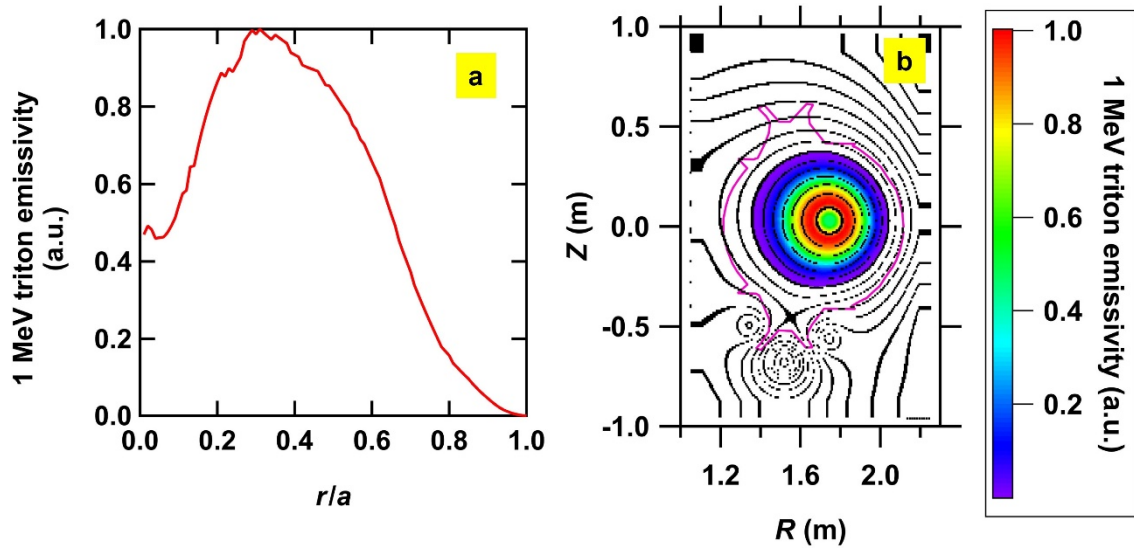 a
1 MeV triton emissivity
(a.u.)
1.0
0.8
0.6
0.4
0.2
0.0
0.0 0.2 0.4 0.6 0.8 1.0
r/a
b
Z (m)
1.0
0.5
0.0
-0.5
-1.0
1.2 1.6 2.0
R (m)
1.0
0.8
0.6
0.4
0.2
1 MeV triton emissivity (a.u.)